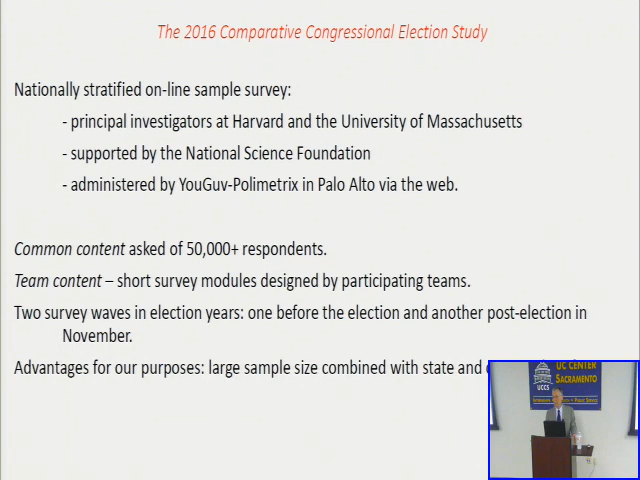 The 2016 Comparative Congressional Election Study
Nationally stratified on-line sample survey:
- principal investigators at Harvard and the University of Massachusetts
- supported by the National Science Foundation
- administered by YouGuv-Polimetrix in Palo Alto via the web.
Common content asked of 50,000+ respondents.
Team content – short survey modules designed by participating teams.
Two survey waves in election years: one before the election and another post-election in
November.
Advantages for our purposes: large sample size combined with state and
UC CENTER
SACRAMENTO
UCCS